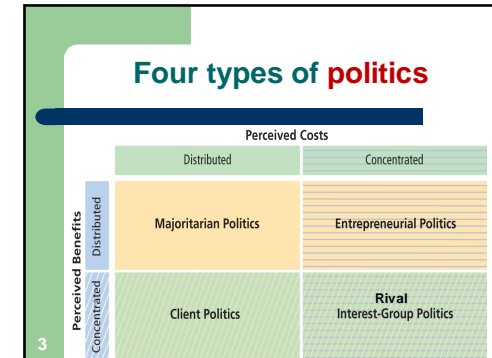 Four types of politics
Perceived Costs
Distributed
Concentrated
Perceived Benefits
Distributed
Majoritarian Politics
Entrepreneurial Politics
Concentrated
Client Politics
Rival
Interest-Group Politics
3